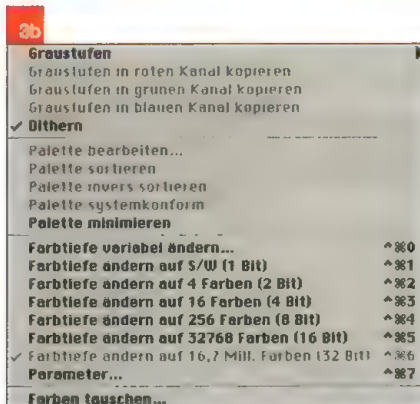 ab
Graustufen
Graustufen in roten Kanal kopieren
Graustufen in grünen Kanal kopieren
Graustufen in blauen Kanal kopieren
✓ Dithern
Palette bearbeiten...
Palette sortieren
Palette invers sortieren
Palette systemkonform
Palette minimieren
Farbtiefe variabel ändern... ^⌘0
Farbtiefe ändern auf S/W (1 Bit) ^⌘1
Farbtiefe ändern auf 4 Farben (2 Bit) ^⌘2
Farbtiefe ändern auf 16 Farben (4 Bit) ^⌘3
Farbtiefe ändern auf 256 Farben (8 Bit) ^⌘4
Farbtiefe ändern auf 32768 Farben (16 Bit) ^⌘5
✓ Farbtiefe ändern auf 16,7 Mill. Farben (32 Bit) ^⌘6
Parameter... ^⌘7
Farben tauschen...